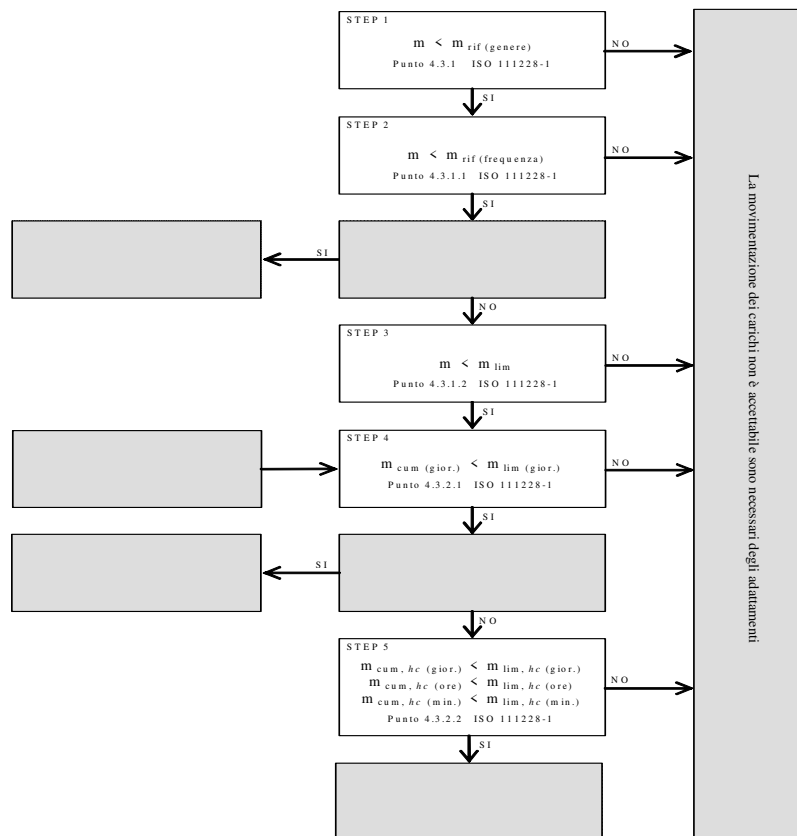 STEP 1
m < m rif (genere)
Punto 4.3.1 ISO 111228-1
NO
SI
STEP 2
m < m rif (frequenza)
Punto 4.3.1.1 ISO 111228-1
NO
SI
SI
NO
STEP 3
m < m lim
Punto 4.3.1.2 ISO 111228-1
NO
SI
STEP 4
m cum (gior.) < m lim (gior.)
Punto 4.3.2.1 ISO 111228-1
NO
SI
SI
NO
STEP 5
m cum, hc (gior.) < m lim, hc (gior.)
m cum, hc (ore) < m lim, hc (ore)
m cum, hc (min.) < m lim, hc (min.)
Punto 4.3.2.2 ISO 111228-1
NO
SI
La movimentazione dei carichi non è accettabile sono necessari degli adattamenti